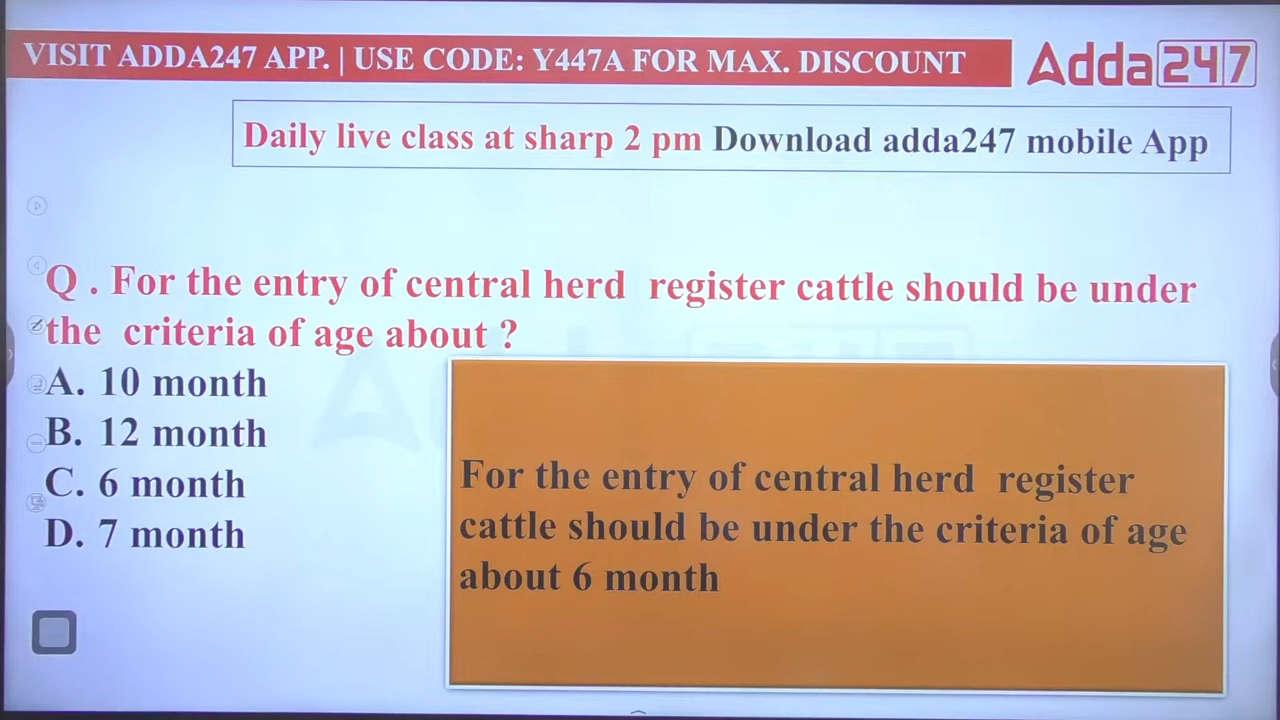 VISIT ADDA247 APP. | USE CODE: Y447A FOR MAX. DISCOUNT
Adda247
Daily live class at sharp 2 pm Download adda247 mobile App
Q . For the entry of central herd register cattle should be under
the criteria of age about ?
A. 10 month
B. 12 month
C. 6 month
D. 7 month
For the entry of central herd register
cattle should be under the criteria of age
about 6 month